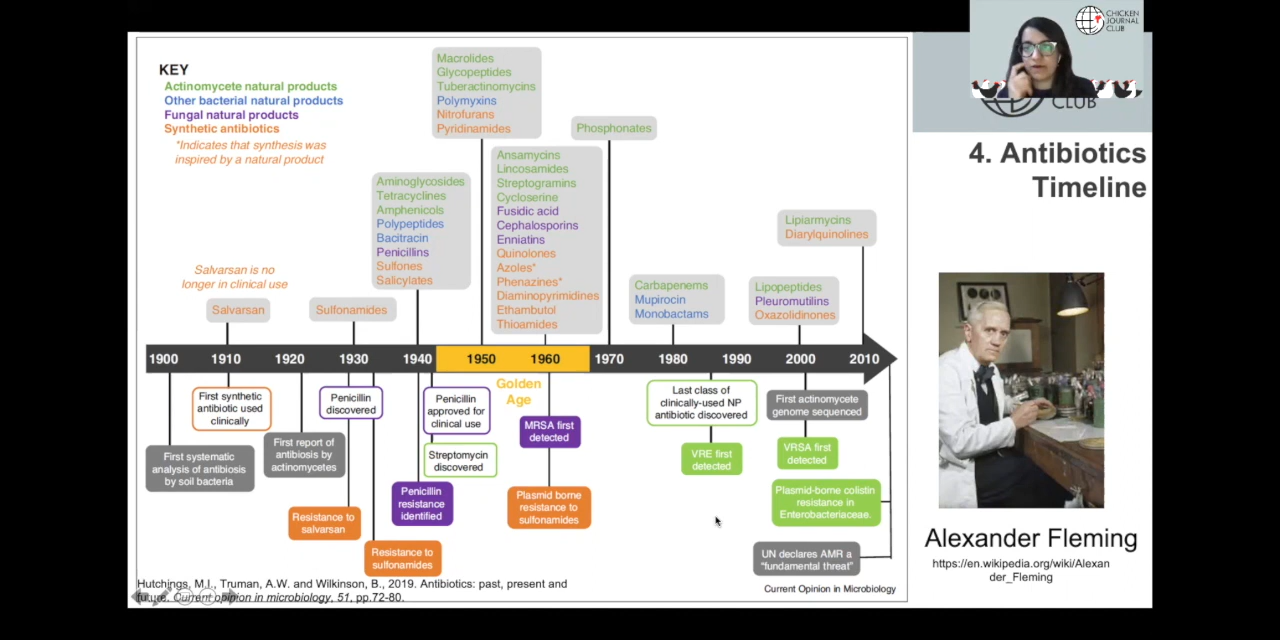 CHICKEN
JOURNAL
CLUB
CLUB
4. Antibiotics
Timeline
KEY
Actinomycete natural products
Other bacterial natural products
Fungal natural products
Synthetic antibiotics
*Indicates that synthesis was
inspired by a natural product
Macrolides
Glycopeptides
Tuberactinomycins
Polymyxins
Nitrofurans
Pyridinamides
Phosphonates
Ansamycins
Lincosamides
Streptogramins
Cycloserine
Fusidic acid
Cephalosporins
Enniatins
Quinolones
Azoles*
Phenazines*
Diaminopyrimidines
Ethambutol
Thioamides
Aminoglycosides
Tetracyclines
Amphenicols
Polypeptides
Bacitracin
Penicillins
Sulfones
Salicylates
Lipiarmycins
Diarylquinolines
Salvarsan is no
longer in clinical use
Salvarsan
Sulfonamides
Carbapenems
Mupirocin
Monobactams
Lipopeptides
Pleuromutilins
Oxazolidinones
1900 1910 1920 1930 1940 1950 1960 1970 1980 1990 2000 2010
Golden
Age
First synthetic
antibiotic used
clinically
Penicillin
discovered
Penicillin
approved for
clinical use
Last class of
clinically-used NP
antibiotic discovered
First actinomycete
genome sequenced
First systematic
analysis of antibiosis
by soil bacteria
First report of
antibiosis by
actinomycetes
Streptomycin
discovered
MRSA first
detected
VRE first
detected
VRSA first
detected
Resistance to
salvarsan
Penicillin
resistance
identified
Plasmid borne
resistance to
sulfonamides
Plasmid-borne colistin
resistance in
Enterobacteriaceae.
Resistance to
sulfonamides
UN declares AMR a
"fundamental threat"
Hutchings, M.I., Truman, A.W. and Wilkinson, B., 2019. Antibiotics: past, present and
future. Current opinion in microbiology, 51, pp.72-80.
Current Opinion in Microbiology
Alexander Fleming
https://en.wikipedia.org/wiki/Alexan
der_Fleming